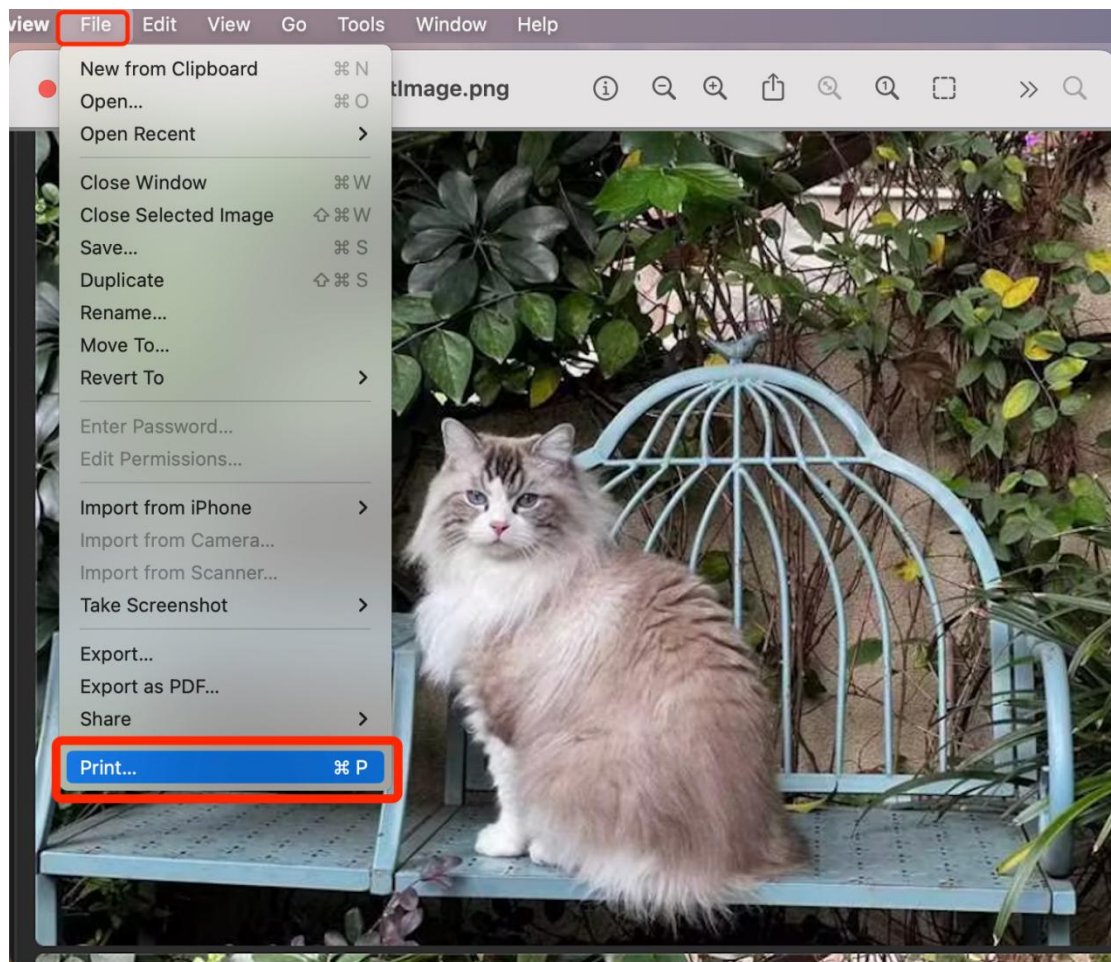 view File Edit View Go Tools Window Help
tImage.png
New from Clipboard ⌘ N
Open... ⌘ O
Open Recent >
Close Window ⌘ W
Close Selected Image ⇧ ⌘ W
Save... ⌘ S
Duplicate ⇧ ⌘ S
Rename...
Move To...
Revert To >
Enter Password...
Edit Permissions...
Import from iPhone >
Import from Camera...
Import from Scanner...
Take Screenshot >
Export...
Export as PDF...
Share >
Print... ⌘ P